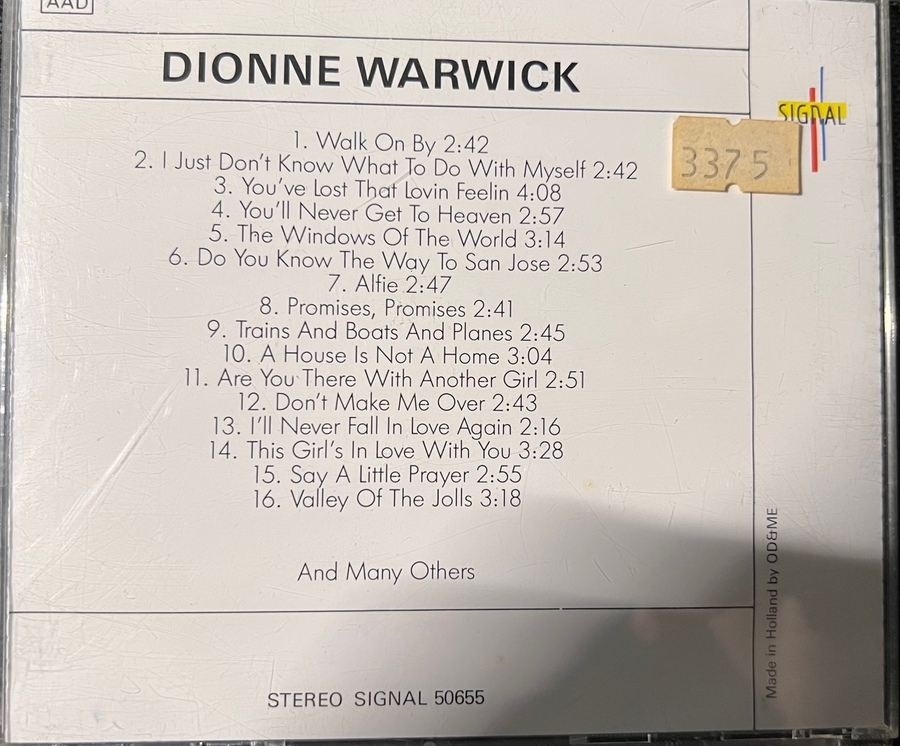 AAD
DIONNE WARWICK
SIGNAL
3375
1. Walk On By 2:42
2. I Just Don't Know What To Do With Myself 2:42
3. You've Lost That Lovin Feelin 4:08
4. You'll Never Get To Heaven 2:57
5. The Windows Of The World 3:14
6. Do You Know The Way To San Jose 2:53
7. Alfie 2:47
8. Promises, Promises 2:41
9. Trains And Boats And Planes 2:45
10. A House Is Not A Home 3:04
11. Are You There With Another Girl 2:51
12. Don't Make Me Over 2:43
13. I'll Never Fall In Love Again 2:16
14. This Girl's In Love With You 3:28
15. Say A Little Prayer 2:55
16. Valley Of The Jolls 3:18
And Many Others
STEREO SIGNAL 50655
Made in Holland by OD&ME